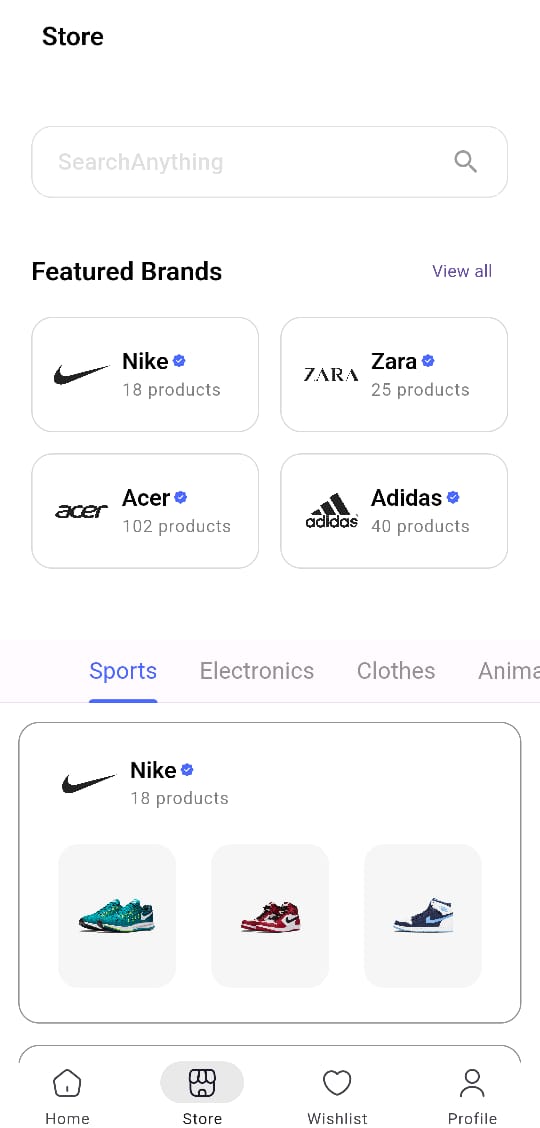 Store
SearchAnything
Featured Brands
View all
Nike
18 products
ZARA
Zara
25 products
acer
Acer
102 products
adidas
Adidas
40 products
Sports
Electronics
Clothes
Anima
Nike
18 products
Home
Store
Wishlist
Profile